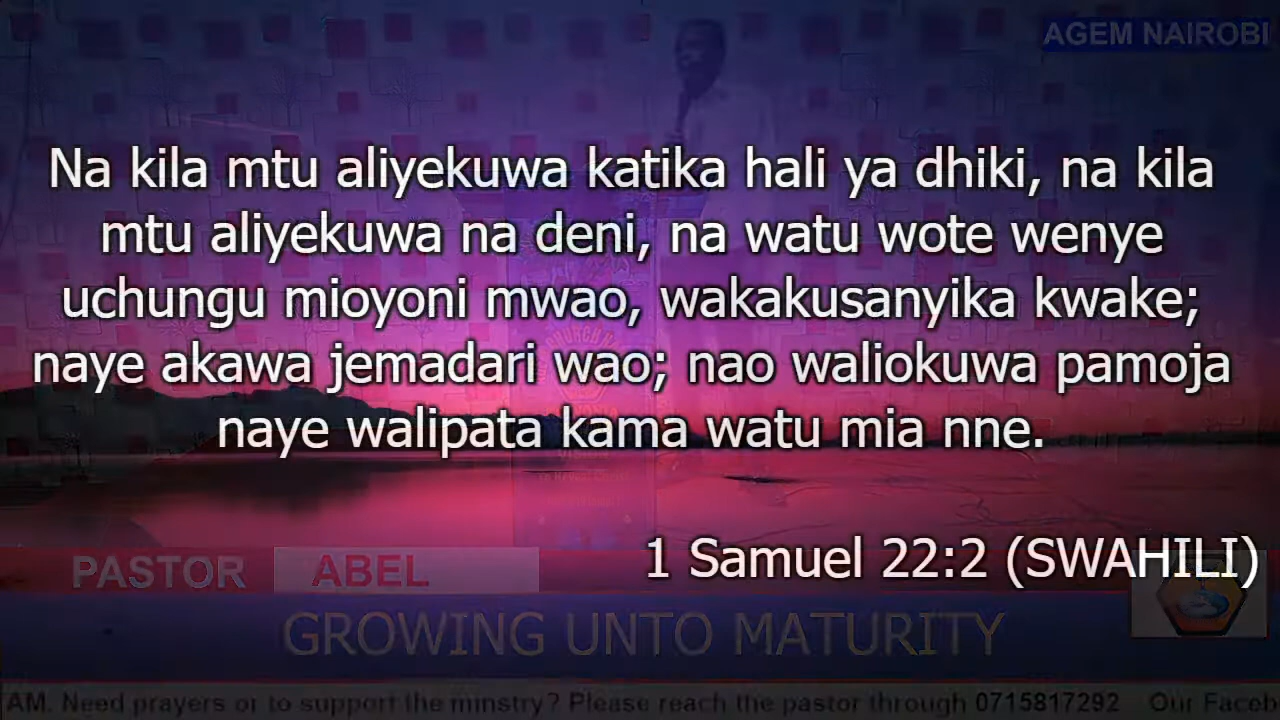 AGEM NAIROBI
Na kila mtu aliyekuwa katika hali ya dhiki, na kila
mtu aliyekuwa na deni, na watu wote wenye
uchungu mioyoni mwao, wakakusanyika kwake;
naye akawa jemadari wao; nao waliokuwa pamoja
naye walipata kama watu mia nne.
1 Samuel 22:2 (SWAHILI)
PASTOR ABEL
GROWING UNTO MATURITY
AM. Need prayers or to support the minstry? Please reach the pastor through 0715817292 Our Faceb